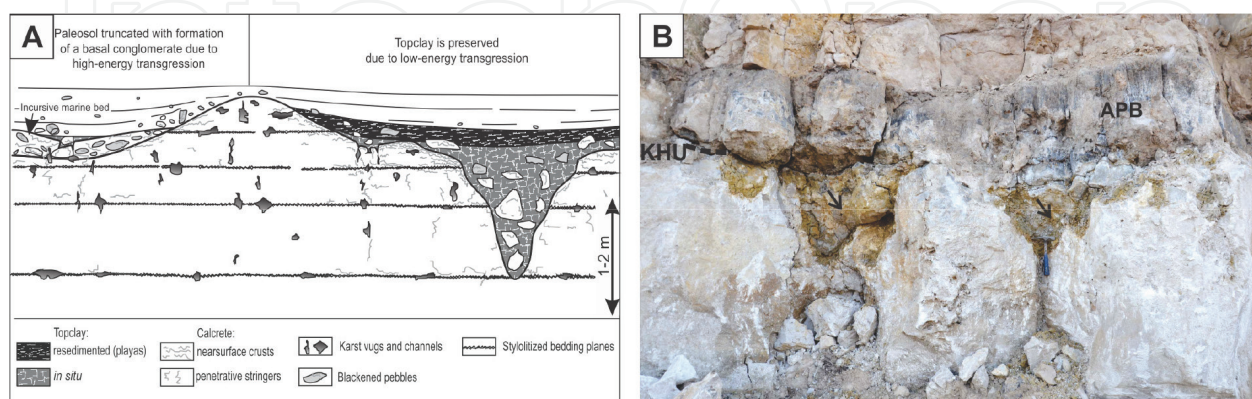 A
Paleosol truncated with formation
of a basal conglomerate due to
high-energy transgression
Topclay is preserved
due to low-energy transgression
Incursive marine bed
1-2 m
Topclay:
resedimented (playas)
in situ
Calcrete:
nearsurface crusts
penetrative stringers
Karst vugs and channels
Blackened pebbles
Stylolitized bedding planes
B
APB
KHU